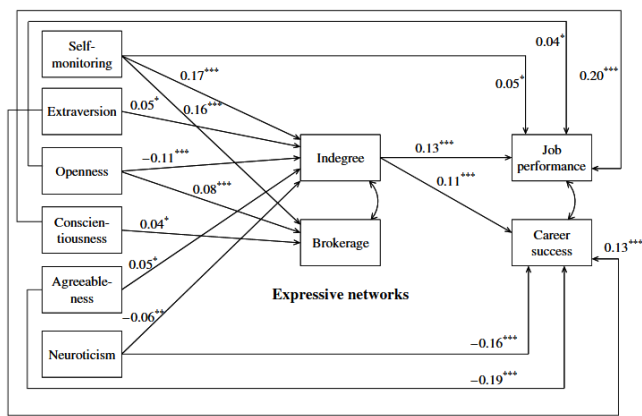 Self-
monitoring
Extraversion
Openness
Conscien-
tiousness
Agreeable-
ness
Neuroticism
0.17***
0.05*
0.16***
−0.11***
0.08***
0.04*
0.05*
−0.06**
Indegree
Brokerage
Expressive networks
0.13***
0.11***
0.04*
0.05*
0.20***
Job
performance
Career
success
0.13***
−0.16***
−0.19***